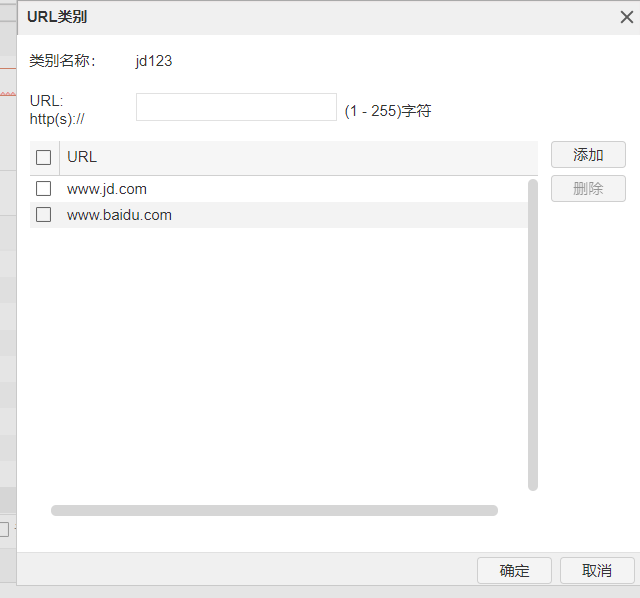 URL类别
类别名称： jd123
URL:
http(s)://
(1 - 255)字符
URL
添加
www.jd.com
删除
www.baidu.com
确定 取消